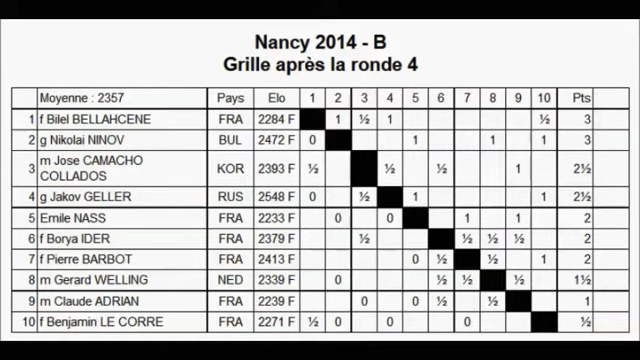 Nancy 2014 - B
Grille après la ronde 4
Moyenne : 2357 Pays Elo 1 2 3 4 5 6 7 8 9 10 Pts
1 f Bilel BELLAHCENE FRA 2284 F 1 ½ 1 ½ 3
2 g Nikolai NINOV BUL 2472 F 0 1 1 1 3
3 m Jose CAMACHO
COLLADOS KOR 2393 F ½ ½ ½ 1 2½
4 g Jakov GELLER RUS 2548 F 0 ½ 1 1 2½
5 Emile NASS FRA 2233 F 0 0 1 1 2
6 f Borya IDER FRA 2379 F ½ ½ ½ ½ 2
7 f Pierre BARBOT FRA 2413 F 0 ½ ½ 1 2
8 m Gerard WELLING NED 2339 F 0 ½ ½ ½ 1½
9 m Claude ADRIAN FRA 2239 F 0 0 ½ ½ 1
10 f Benjamin LE CORRE FRA 2271 F ½ 0 0 0 ½